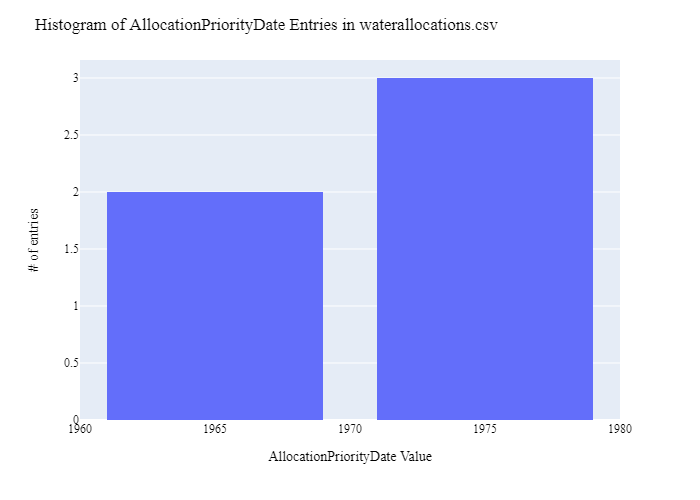 Histogram of AllocationPriorityDate Entries in waterallocations.csv
3
2.5
2
1.5
1
0.5
0
# of entries
1960 1965 1970 1975 1980
AllocationPriorityDate Value